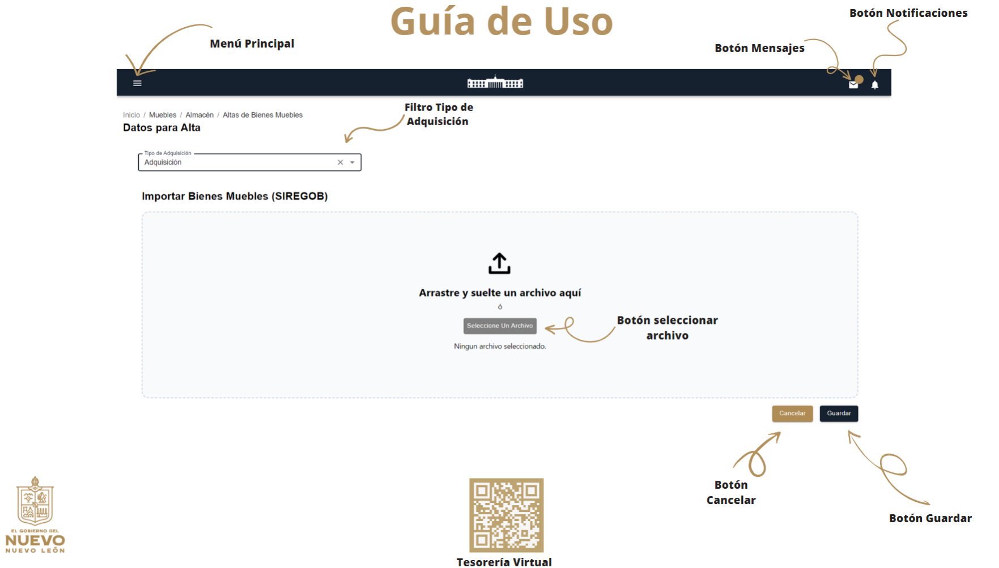 Guía de Uso
Botón Notificaciones
Menú Principal
Botón Mensajes
Filtro Tipo de
Adquisición
Inicio / Muebles / Almacén / Altas de Bienes Muebles
Datos para Alta
Tipo de Adquisición
Adquisición
Importar Bienes Muebles (SIREGOB)
Arrastre y suelte un archivo aquí
ó
Seleccione Un Archivo
Botón seleccionar
archivo
Ningun archivo seleccionado.
Cancelar
Guardar
Botón
Cancelar
Botón Guardar
EL GOBIERNO DEL
NUEVO
NUEVO LEÓN
Tesorería Virtual